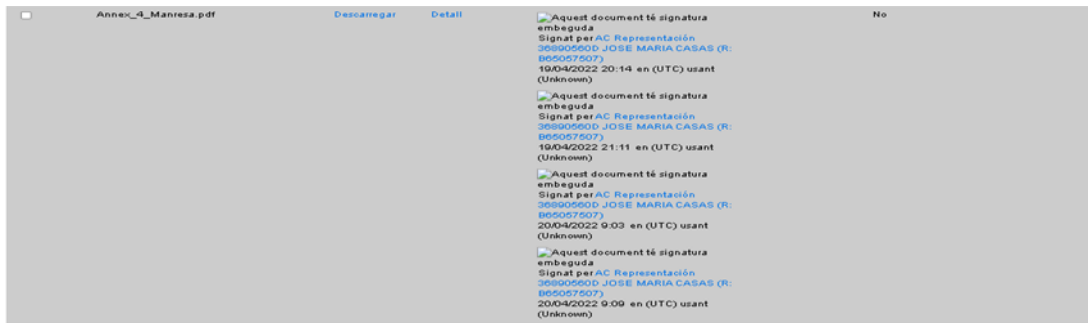 Annex_4_Manresa.pdf Descarregar Detall Aquest document té signatura No
embeguda
Signat per AC Representación
36890560D JOSE MARIA CASAS (R:
B65057507)
19/04/2022 20:14 en (UTC) usant
(Unknown)
Aquest document té signatura
embeguda
Signat per AC Representación
36890560D JOSE MARIA CASAS (R:
B65057507)
19/04/2022 21:11 en (UTC) usant
(Unknown)
Aquest document té signatura
embeguda
Signat per AC Representación
36890560D JOSE MARIA CASAS (R:
B65057507)
20/04/2022 9:03 en (UTC) usant
(Unknown)
Aquest document té signatura
embeguda
Signat per AC Representación
36890560D JOSE MARIA CASAS (R:
B65057507)
20/04/2022 9:09 en (UTC) usant
(Unknown)